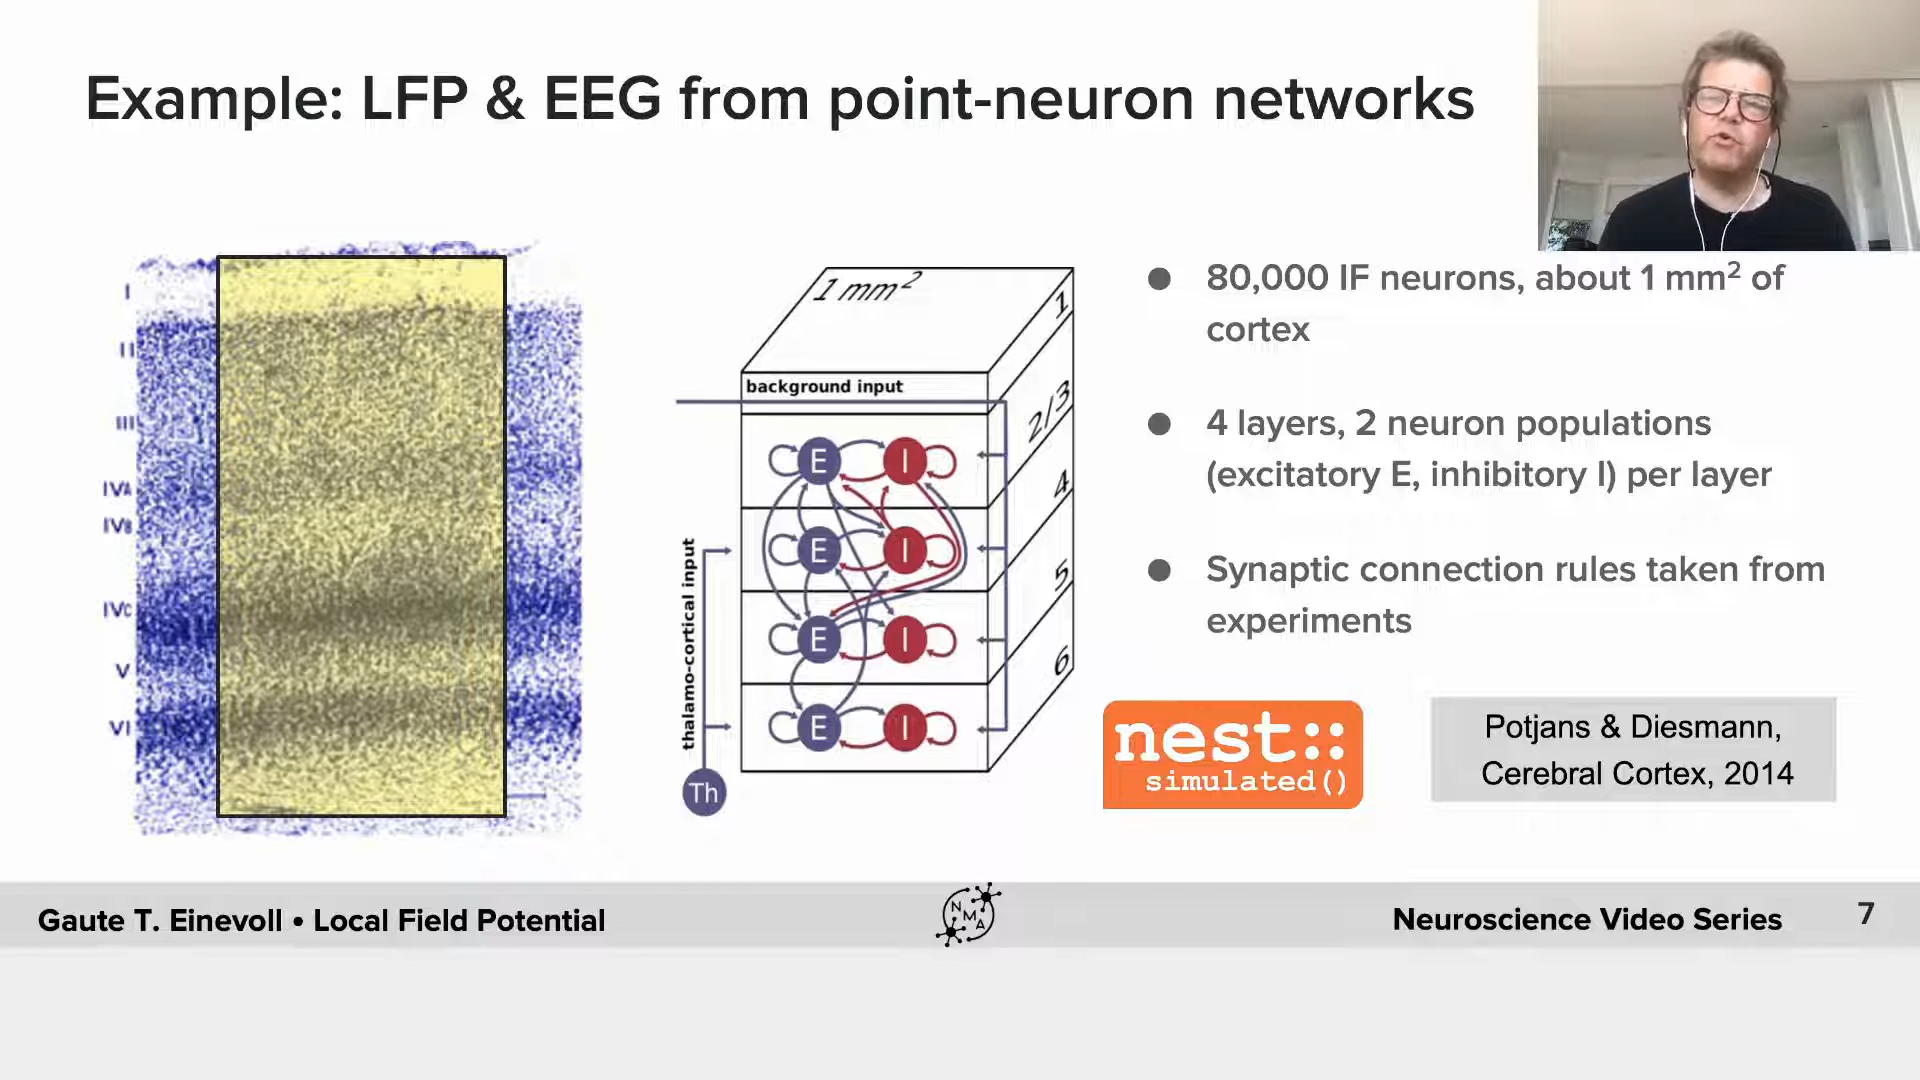 Example: LFP & EEG from point-neuron networks
I
II
III
IVA
IVB
IVC
V
VI
1 mm²
1
background input
2/3
E I
4
E I
5
E I
6
E I
thalamo-cortical input
Th
● 80,000 IF neurons, about 1 mm² of
cortex
● 4 layers, 2 neuron populations
(excitatory E, inhibitory I) per layer
● Synaptic connection rules taken from
experiments
nest::
simulated()
Potjans & Diesmann,
Cerebral Cortex, 2014
Gaute T. Einevoll • Local Field Potential
NMA
Neuroscience Video Series
7